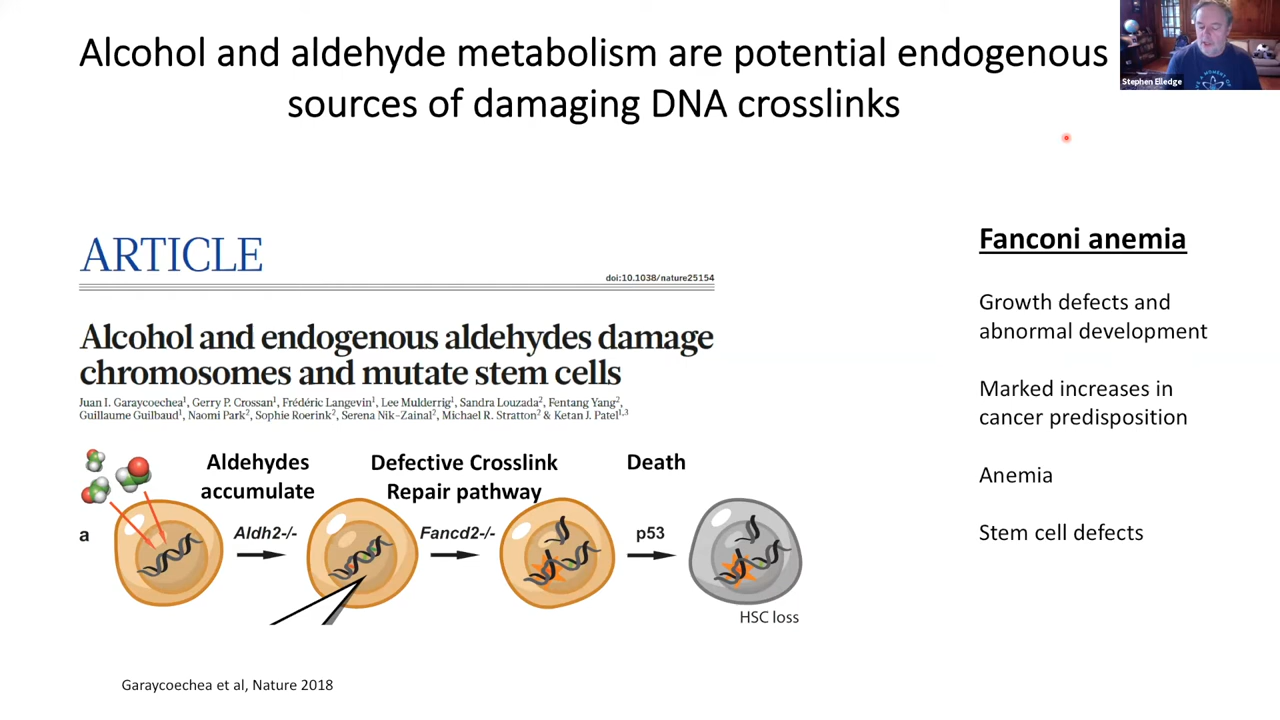 Alcohol and aldehyde metabolism are potential endogenous
sources of damaging DNA crosslinks
Stephen Elledge
ARTICLE
doi:10.1038/nature25154
Alcohol and endogenous aldehydes damage
chromosomes and mutate stem cells
Juan I. Garaycoechea¹, Gerry P. Crossan¹, Frédéric Langevin¹, Lee Mulderrig¹, Sandra Louzada², Fentang Yang²,
Guillaume Guilbaud¹, Naomi Park², Sophie Roerink², Serena Nik-Zainal², Michael R. Stratton² & Ketan J. Patel¹,³
Aldehydes
accumulate
Defective Crosslink
Repair pathway
Death
a
Aldh2-/-
Fancd2-/-
p53
HSC loss
Garaycoechea et al, Nature 2018
Fanconi anemia
Growth defects and
abnormal development
Marked increases in
cancer predisposition
Anemia
Stem cell defects